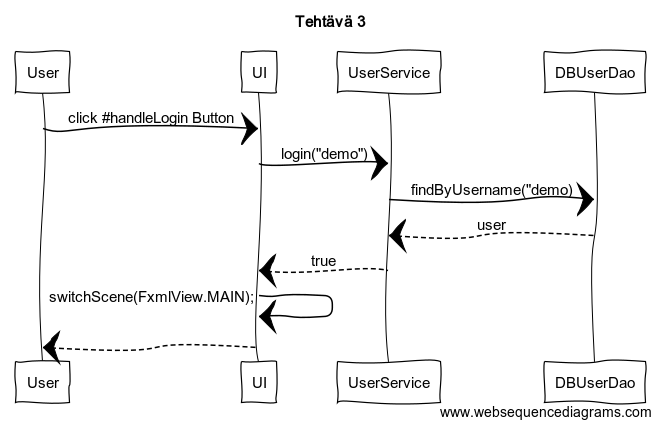 Tehtävä 3
User UI UserService DBUserDao
click #handleLogin Button
login("demo")
findByUsername("demo)
user
true
switchScene(FxmlView.MAIN);
User UI UserService DBUserDao
www.websequencediagrams.com